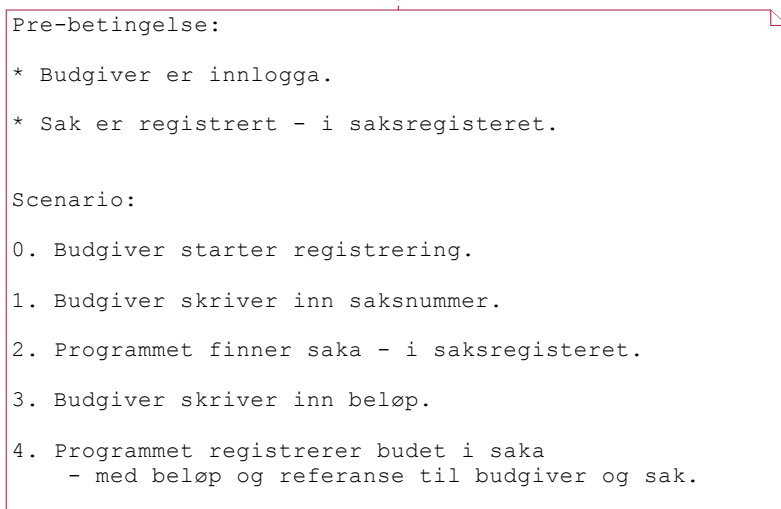 Pre-betingelse:
* Budgiver er innlogga.
* Sak er registrert - i saksregisteret.
Scenario:
0. Budgiver starter registrering.
1. Budgiver skriver inn saksnummer.
2. Programmet finner saka - i saksregisteret.
3. Budgiver skriver inn beløp.
4. Programmet registrerer budet i saka
- med beløp og referanse til budgiver og sak.